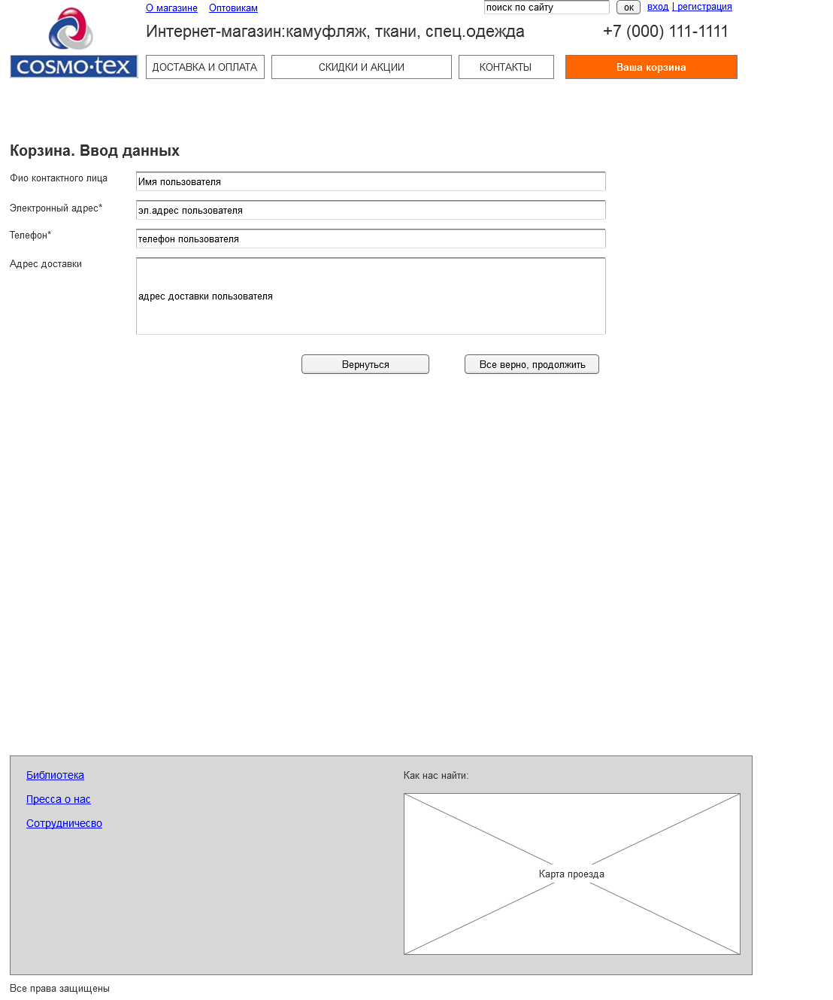 О магазине Оптовикам поиск по сайту ок вход | регистрация
Интернет-магазин:камуфляж, ткани, спец.одежда +7 (000) 111-1111
COSMO·TEX ДОСТАВКА И ОПЛАТА СКИДКИ И АКЦИИ КОНТАКТЫ Ваша корзина
Корзина. Ввод данных
Фио контактного лица Имя пользователя
Электронный адрес* эл.адрес пользователя
Телефон* телефон пользователя
Адрес доставки
адрес доставки пользователя
Вернуться Все верно, продолжить
Библиотека Как нас найти:
Пресса о нас
Сотрудничесво
Карта проезда
Все права защищены